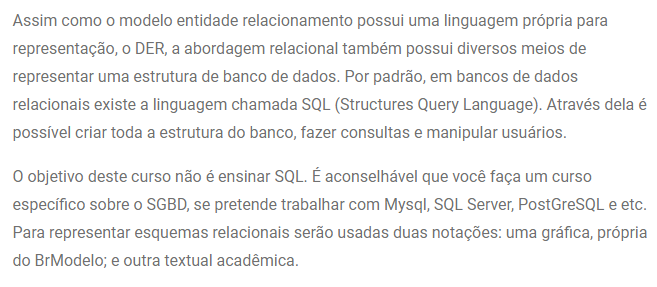 Assim como o modelo entidade relacionamento possui uma linguagem própria para
representação, o DER, a abordagem relacional também possui diversos meios de
representar uma estrutura de banco de dados. Por padrão, em bancos de dados
relacionais existe a linguagem chamada SQL (Structures Query Language). Através dela é
possível criar toda a estrutura do banco, fazer consultas e manipular usuários.
O objetivo deste curso não é ensinar SQL. É aconselhável que você faça um curso
específico sobre o SGBD, se pretende trabalhar com Mysql, SQL Server, PostGreSQL e etc.
Para representar esquemas relacionais serão usadas duas notações: uma gráfica, própria
do BrModelo; e outra textual acadêmica.